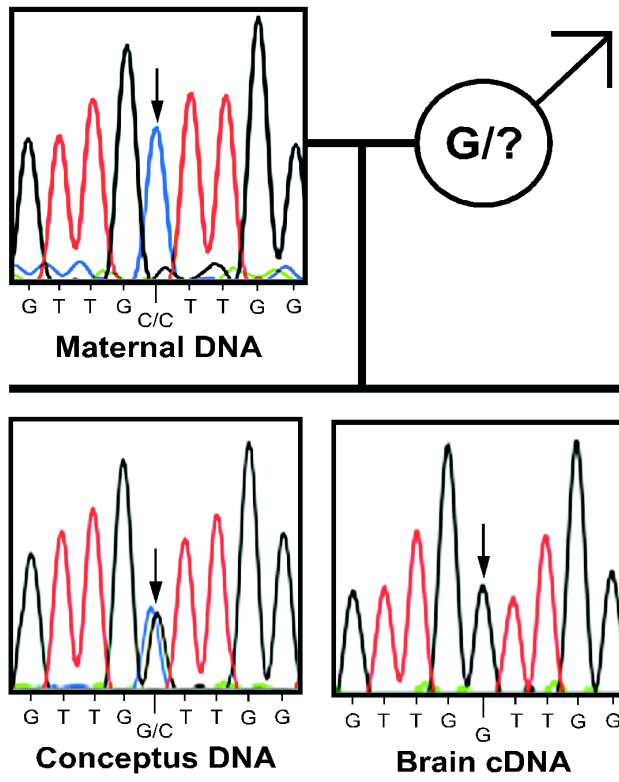 G/?
G T T G C/C T T G G
Maternal DNA
G T T G G/C T T G G
Conceptus DNA
G T T G G T T G G
Brain cDNA